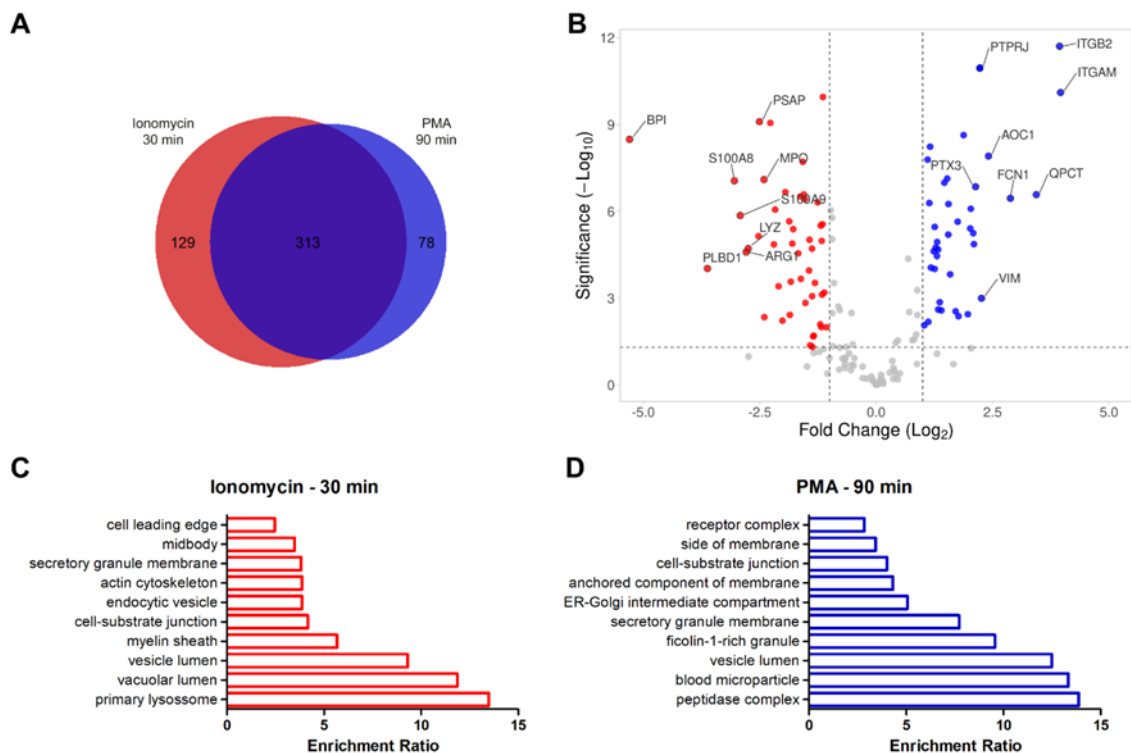 A
Ionomycin
30 min
PMA
90 min
129
313
78
B
Significance (−Log10)
12
9
6
3
0
-5.0
-2.5
0.0
2.5
5.0
Fold Change (Log2)
BPI
PSAP
S100A8
MPO
S100A9
LYZ
PLBD1
ARG1
PTPRJ
ITGB2
ITGAM
AOC1
PTX3
FCN1
QPCT
VIM
C
Ionomycin - 30 min
cell leading edge
midbody
secretory granule membrane
actin cytoskeleton
endocytic vesicle
cell-substrate junction
myelin sheath
vesicle lumen
vacuolar lumen
primary lysossome
0 5 10 15
Enrichment Ratio
D
PMA - 90 min
receptor complex
side of membrane
cell-substrate junction
anchored component of membrane
ER-Golgi intermediate compartment
secretory granule membrane
ficolin-1-rich granule
vesicle lumen
blood microparticle
peptidase complex
0 5 10 15
Enrichment Ratio